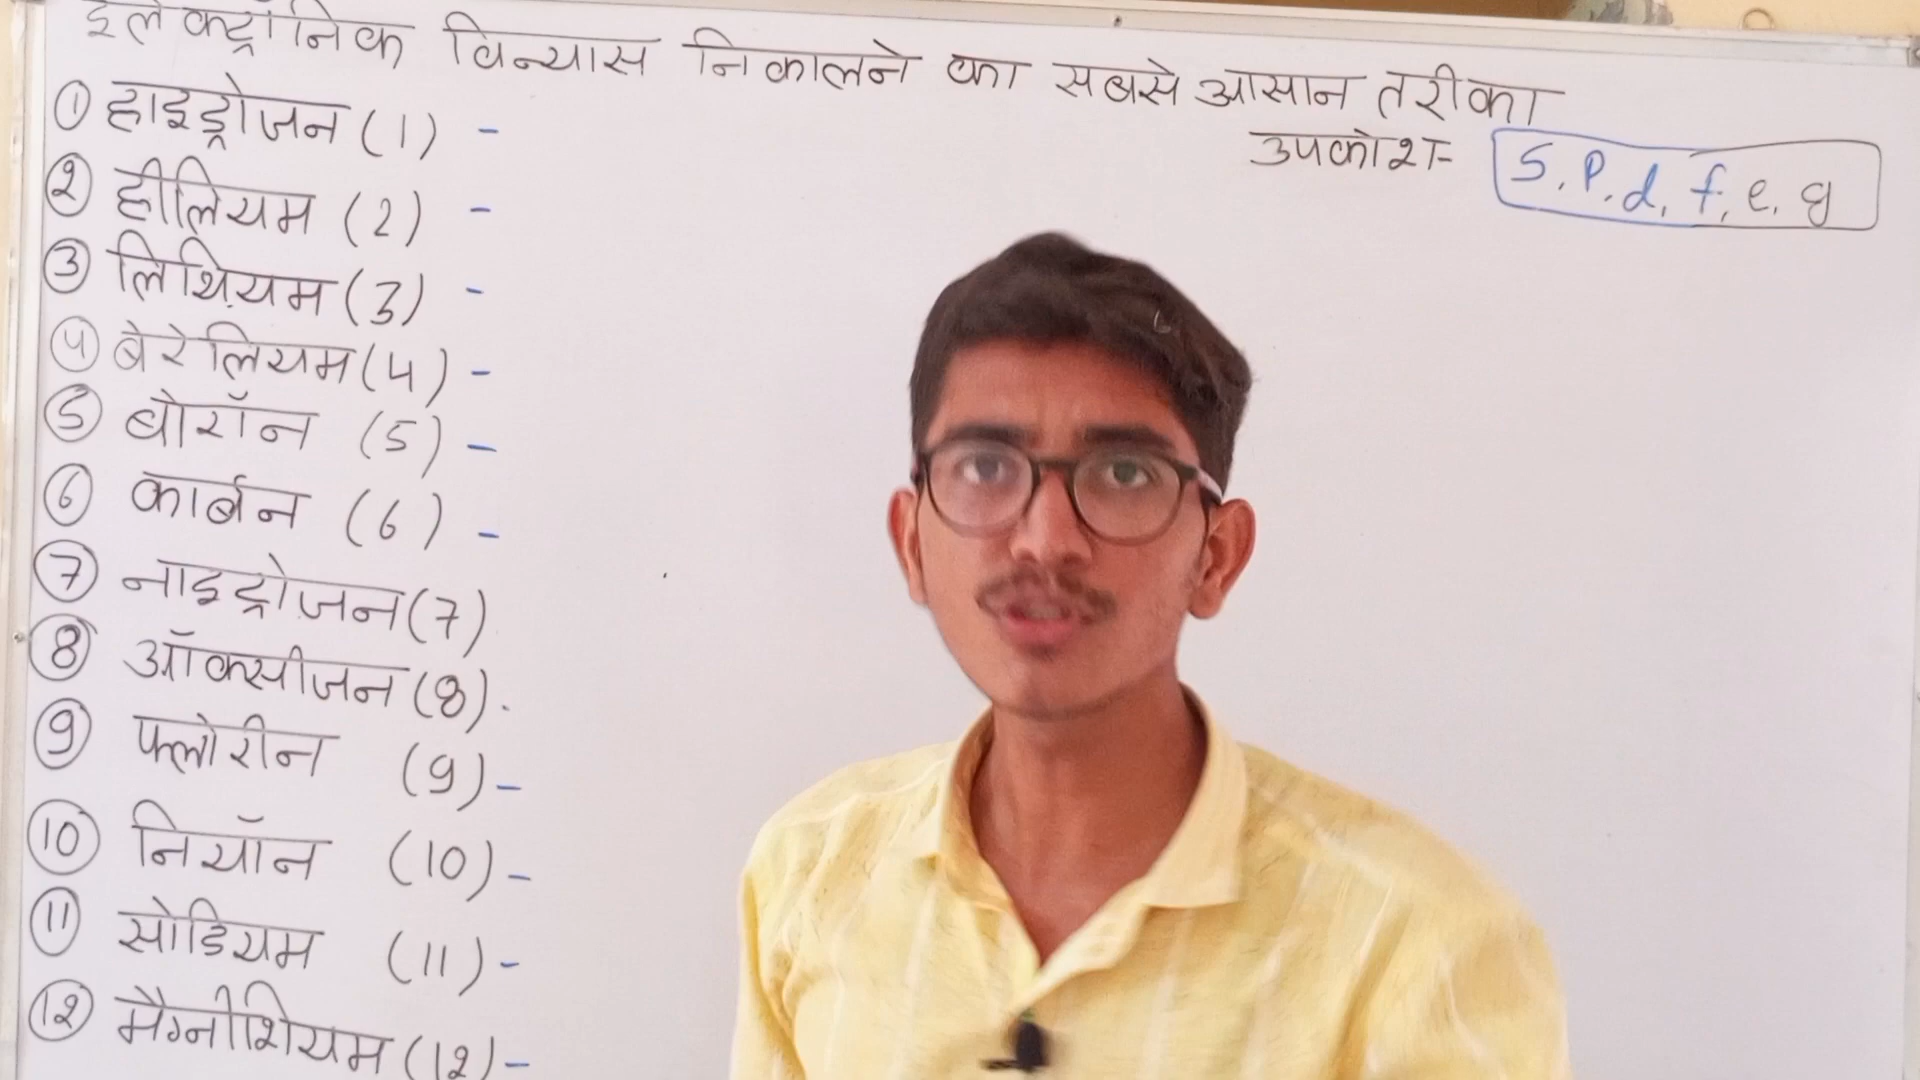 इलेक्ट्रॉनिक विन्यास निकालने का सबसे आसान तरीका
उपकोश- S, P, d, f, e, g
① हाइड्रोजन (1) -
② हीलियम (2) -
③ लिथियम (3) -
④ बेरेलियम (4) -
⑤ बोरॉन (5) -
⑥ कार्बन (6) -
⑦ नाइट्रोजन (7)
⑧ ऑक्सीजन (8) -
⑨ फ्लोरीन (9) -
⑩ नियॉन (10) -
⑪ सोडियम (11) -
⑫ मैग्नीशियम (12) -